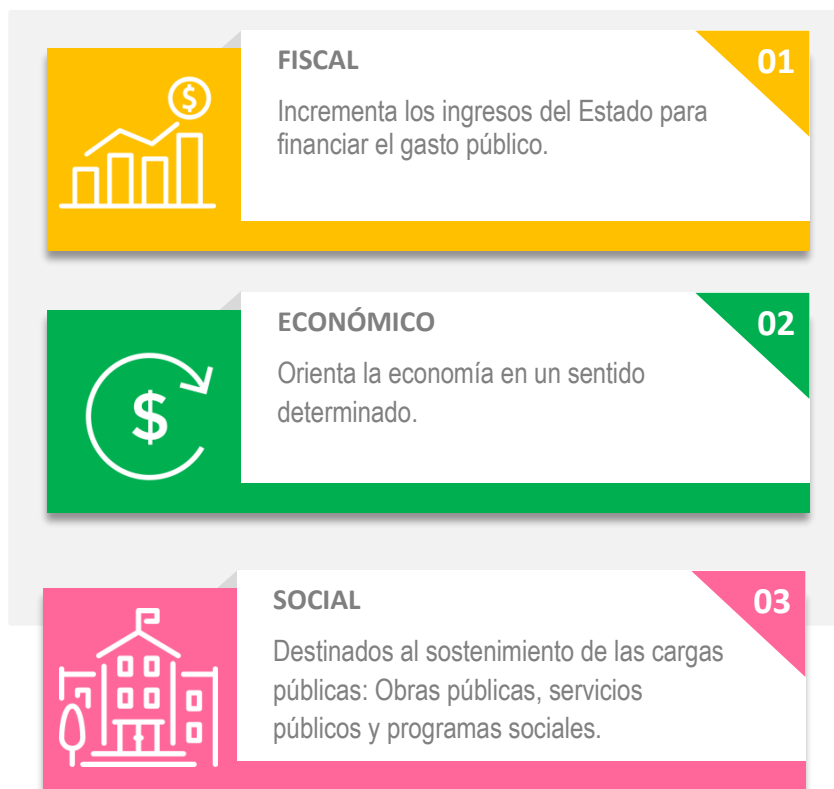 FISCAL
01
Incrementa los ingresos del Estado para
financiar el gasto público.
$
ECONÓMICO
02
Orienta la economía en un sentido
determinado.
$
SOCIAL
03
Destinados al sostenimiento de las cargas
públicas: Obras públicas, servicios
públicos y programas sociales.